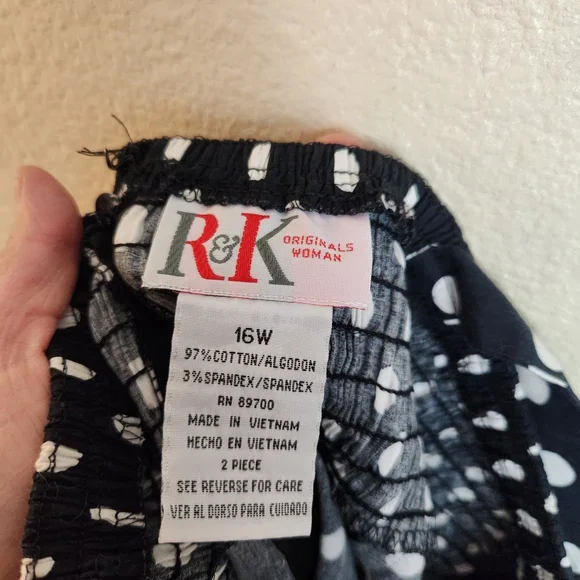 R&K
ORIGINALS
WOMAN
16W
97%COTTON/ALGODON
3%SPANDEX/SPANDEX
RN 89700
MADE IN VIETNAM
HECHO EN VIETNAM
2 PIECE
SEE REVERSE FOR CARE
VER AL DORSO PARA CUIDADO